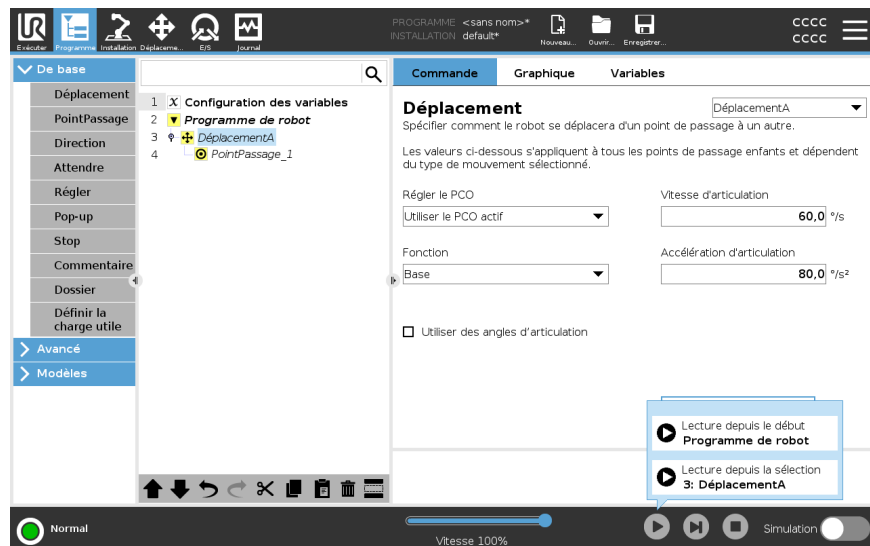 PROGRAMME <sans nom>*
INSTALLATION default*
cccc
cccc
Exécuter
Programme
Installation
Déplaceme...
E/S
Journal
Nouveau...
Ouvrir...
Enregistrer...
De base
Déplacement
PointPassage
Direction
Attendre
Régler
Pop-up
Stop
Commentaire
Dossier
Définir la
charge utile
Avancé
Modèles
1 X Configuration des variables
2 Programme de robot
3 DéplacementA
4 PointPassage_1
Commande Graphique Variables
Déplacement
DéplacementA
Spécifier comment le robot se déplacera d'un point de passage à un autre.
Les valeurs ci-dessous s'appliquent à tous les points de passage enfants et dépendent
du type de mouvement sélectionné.
Régler le PCO
Utiliser le PCO actif
Vitesse d'articulation
60,0 °/s
Fonction
Base
Accélération d'articulation
80,0 °/s²
Utiliser des angles d'articulation
Lecture depuis le début
Programme de robot
Lecture depuis la sélection
3: DéplacementA
Normal
Vitesse 100%
Simulation